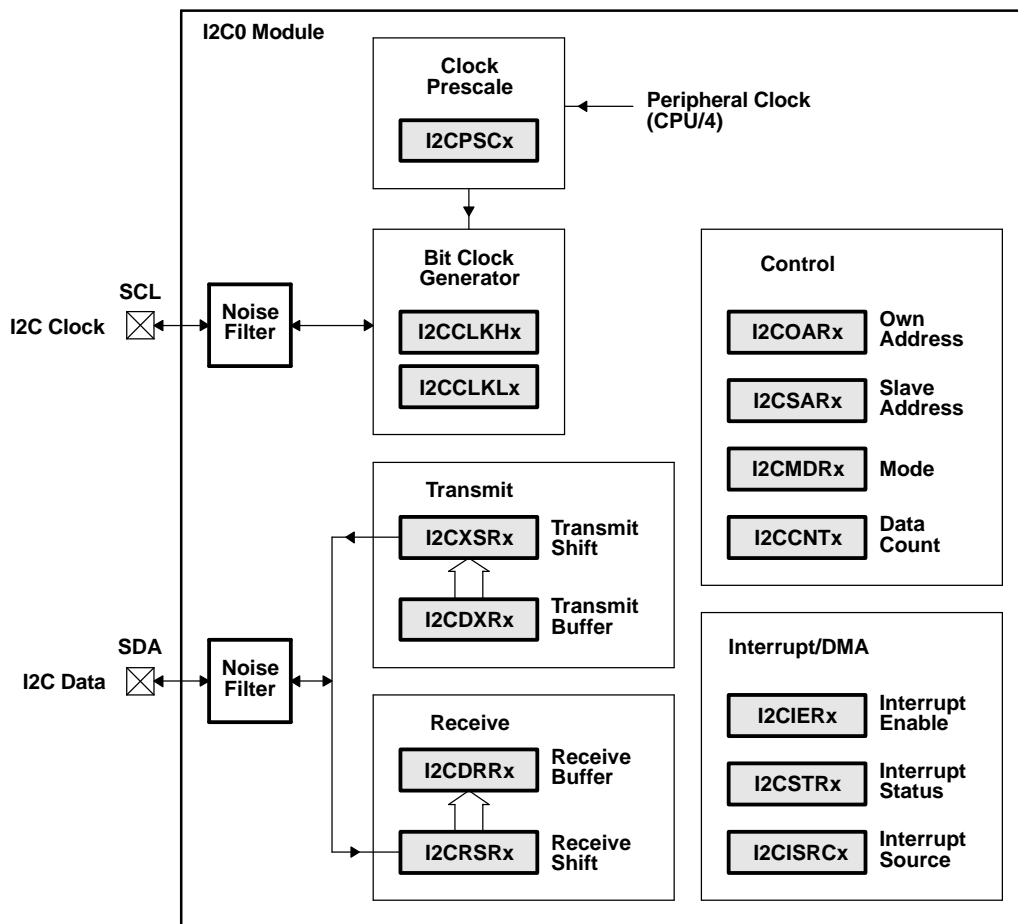 I2C0 Module
Clock
Prescale
I2CPSCx
Peripheral Clock
(CPU/4)
Bit Clock
Generator
I2CCLKHx
I2CCLKLx
SCL
I2C Clock
Noise
Filter
Control
I2COARx
Own
Address
I2CSARx
Slave
Address
I2CMDRx
Mode
I2CCNTx
Data
Count
Transmit
I2CXSRx
Transmit
Shift
I2CDXRx
Transmit
Buffer
SDA
I2C Data
Noise
Filter
Receive
I2CDRRx
Receive
Buffer
I2CRSRx
Receive
Shift
Interrupt/DMA
I2CIERx
Interrupt
Enable
I2CSTRx
Interrupt
Status
I2CISRCx
Interrupt
Source